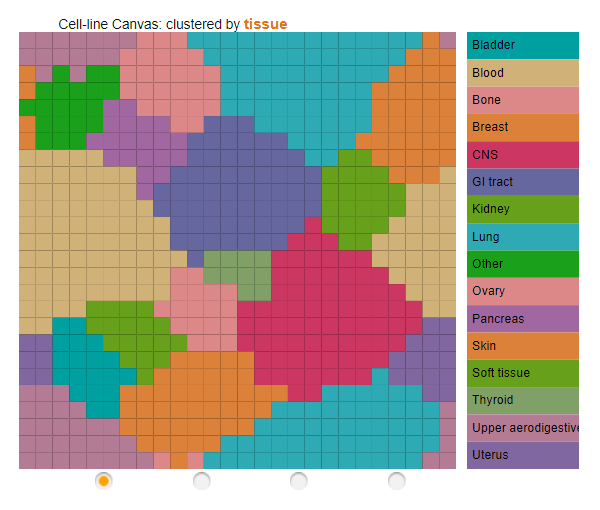 Cell-line Canvas: clustered by tissue
Bladder
Blood
Bone
Breast
CNS
GI tract
Kidney
Lung
Other
Ovary
Pancreas
Skin
Soft tissue
Thyroid
Upper aerodigestive
Uterus